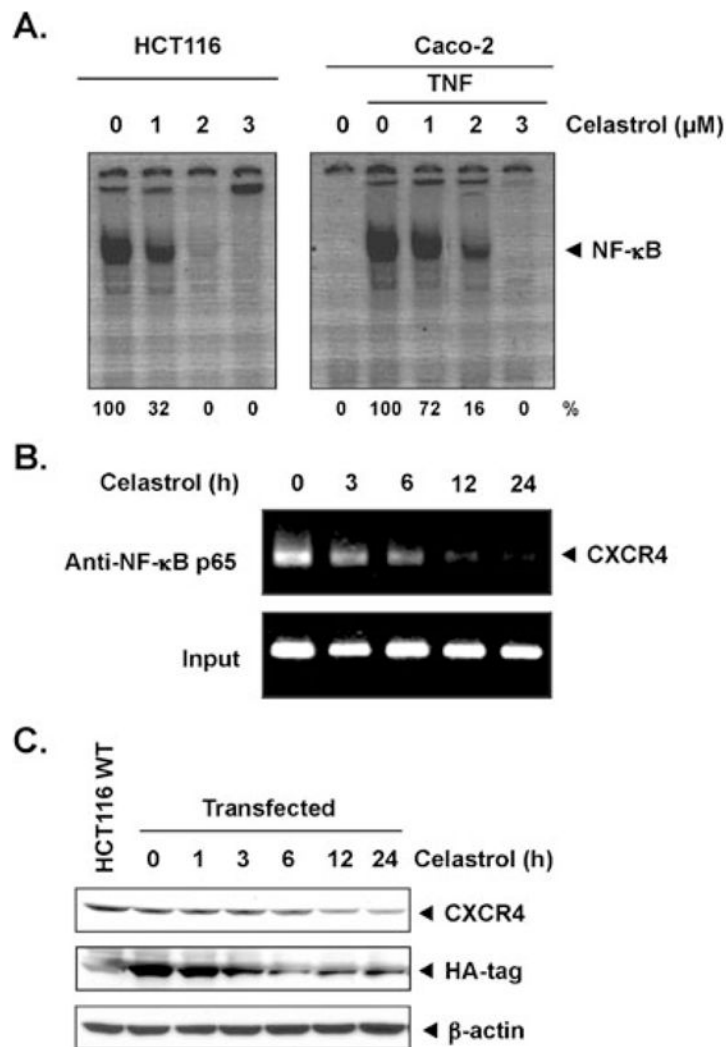 A.
HCT116
Caco-2
TNF
0 1 2 3
0 0 1 2 3 Celastrol (µM)
◄ NF-κB
100 32 0 0
0 100 72 16 0 %
B.
Celastrol (h) 0 3 6 12 24
Anti-NF-κB p65
◄ CXCR4
Input
C.
HCT116 WT
Transfected
0 1 3 6 12 24 Celastrol (h)
◄ CXCR4
◄ HA-tag
◄ β-actin